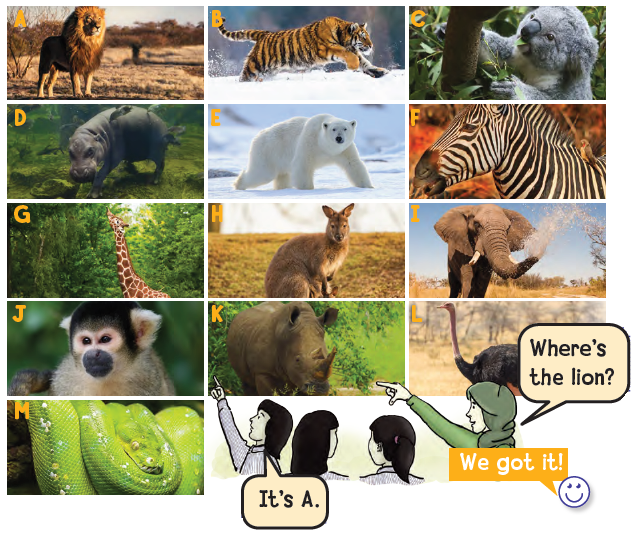 A
B
C
D
E
F
G
H
I
J
K
L
M
Where's
the lion?
It's A.
We got it!